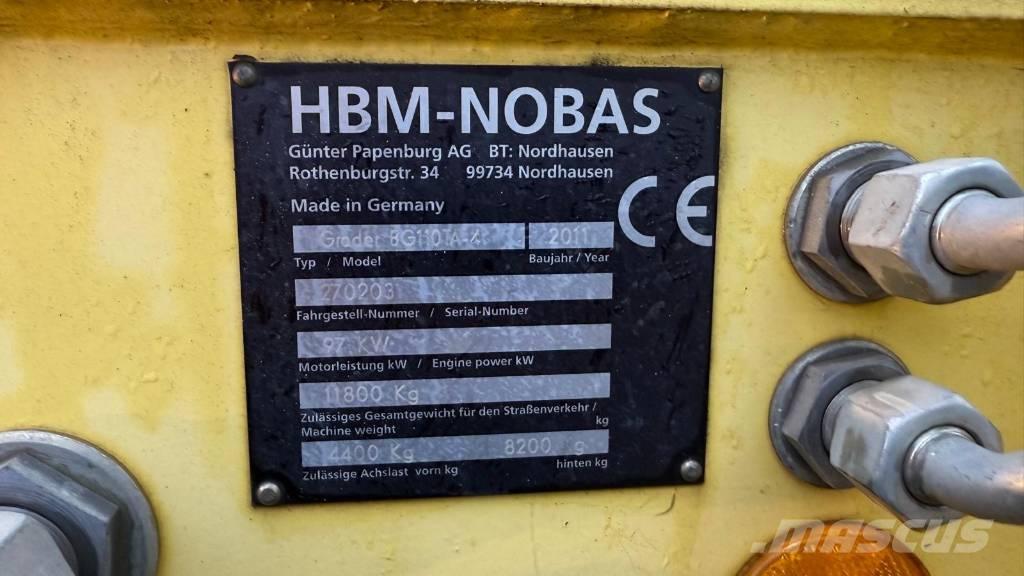 HBM-NOBAS
Günter Papenburg AG BT: Nordhausen
Rothenburgstr. 34 99734 Nordhausen
Made in Germany
CE
Grader BG110TA-4 2011
Typ / Model Baujahr / Year
270203
Fahrgestell-Nummer / Serial-Number
97 KW
Motorleistung kW / Engine power kW
11800 Kg
Zulässiges Gesamtgewicht für den Straßenverkehr /
Machine weight kg
4400 Kg 8200
Zulässige Achslast vorn kg hinten kg
MASCUS